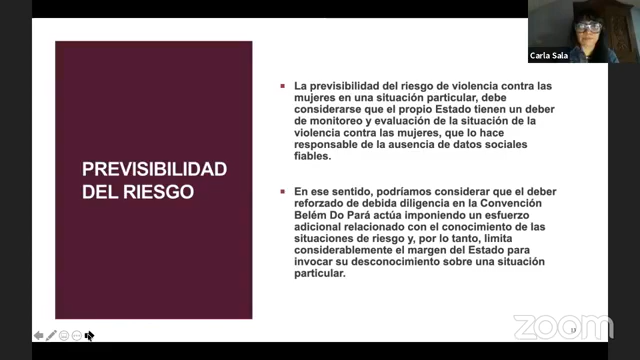 Carla Sala
PREVISIBILIDAD
DEL RIESGO
La previsibilidad del riesgo de violencia contra las
mujeres en una situación particular, debe
considerarse que el propio Estado tienen un deber
de monitoreo y evaluación de la situación de la
violencia contra las mujeres, que lo hace
responsable de la ausencia de datos sociales
fiables.
En ese sentido, podríamos considerar que el deber
reforzado de debida diligencia en la Convención
Belém Do Pará actúa imponiendo un esfuerzo
adicional relacionado con el conocimiento de las
situaciones de riesgo y, por lo tanto, limita
considerablemente el margen del Estado para
invocar su desconocimiento sobre una situación
particular.
zoom